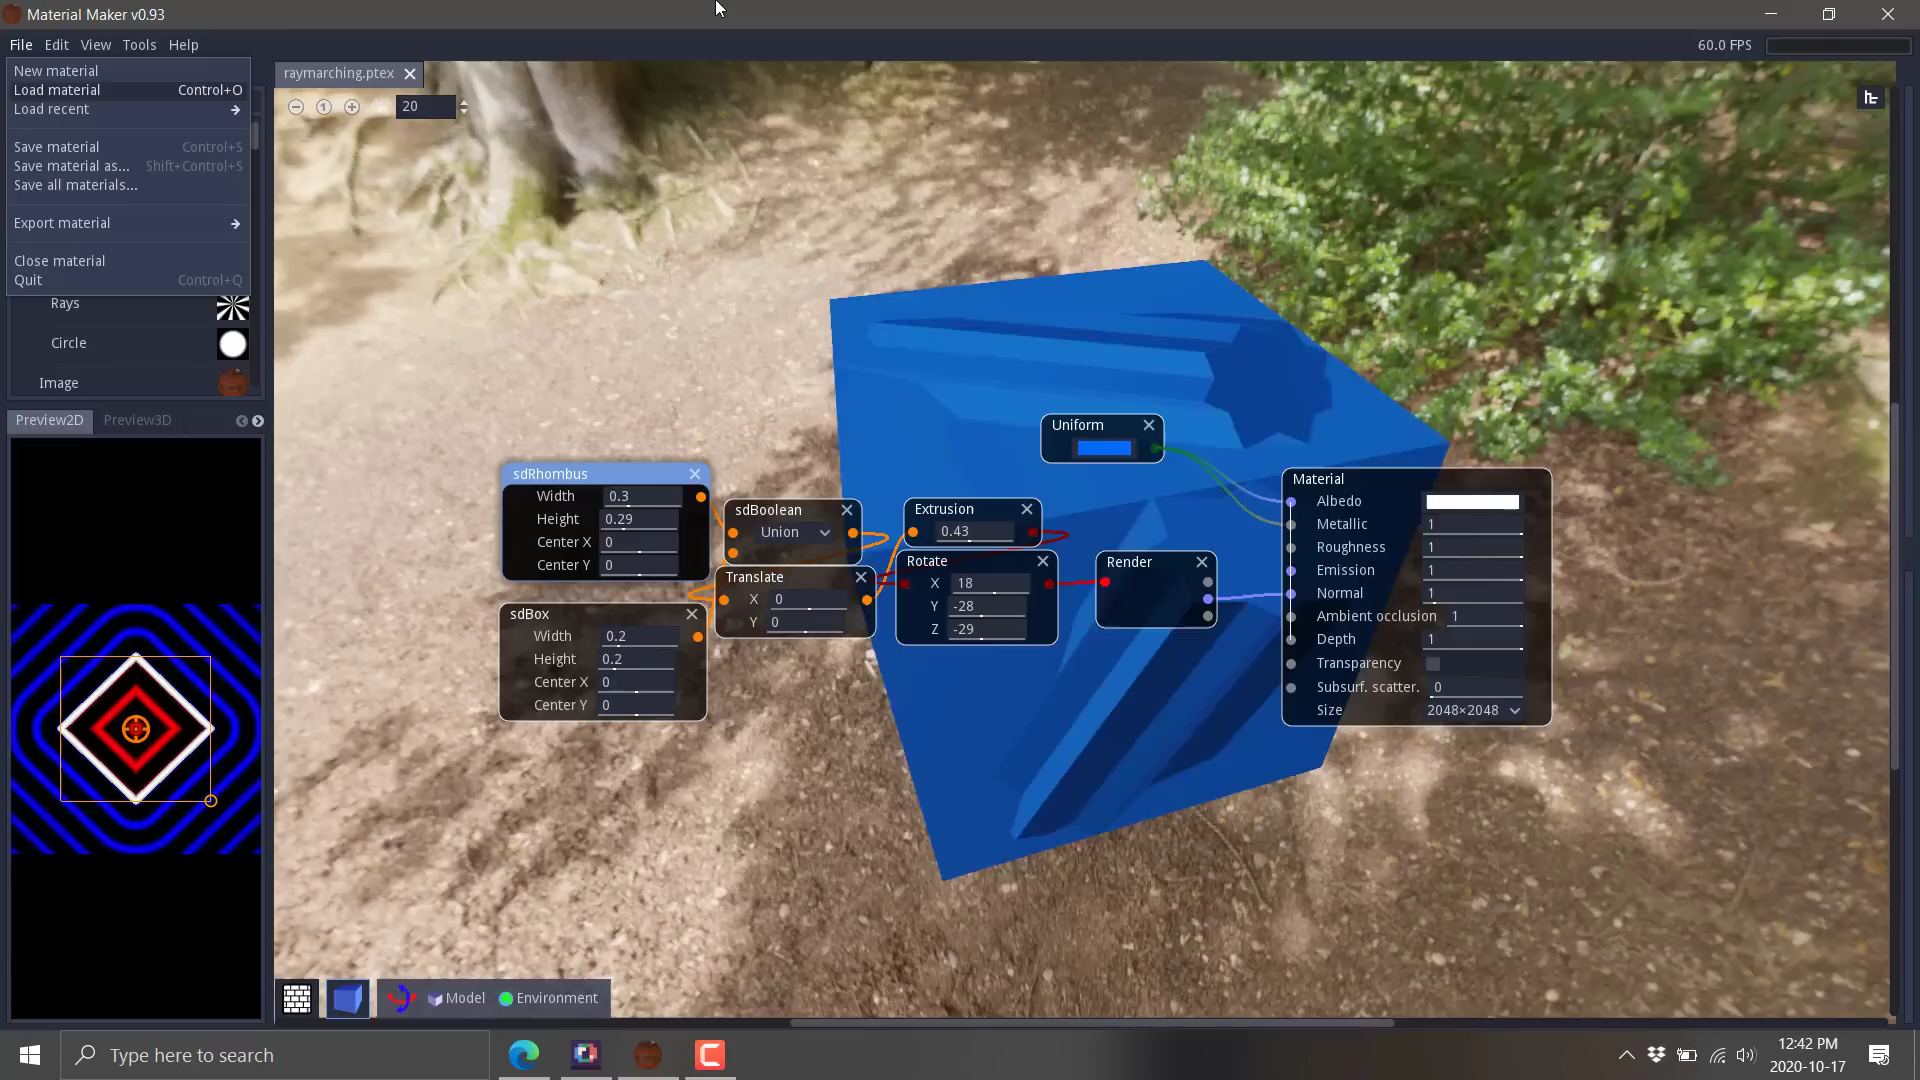 Material Maker v0.93
File Edit View Tools Help
60.0 FPS
New material
Load material Control+O
Load recent
Save material Control+S
Save material as... Shift+Control+S
Save all materials...
Export material
Close material
Quit Control+Q
Rays
Circle
Image
Preview2D Preview3D
raymarching.ptex
20
sdRhombus
Width 0.3
Height 0.29
Center X 0
Center Y 0
sdBox
Width 0.2
Height 0.2
Center X 0
Center Y 0
sdBoolean
Union
Translate
X 0
Y 0
Extrusion
0.43
Rotate
X 18
Y -28
Z -29
Uniform
Render
Material
Albedo
Metallic 1
Roughness 1
Emission 1
Normal 1
Ambient occlusion 1
Depth 1
Transparency
Subsurf. scatter. 0
Size 2048×2048
Model Environment
Type here to search
12:42 PM
2020-10-17